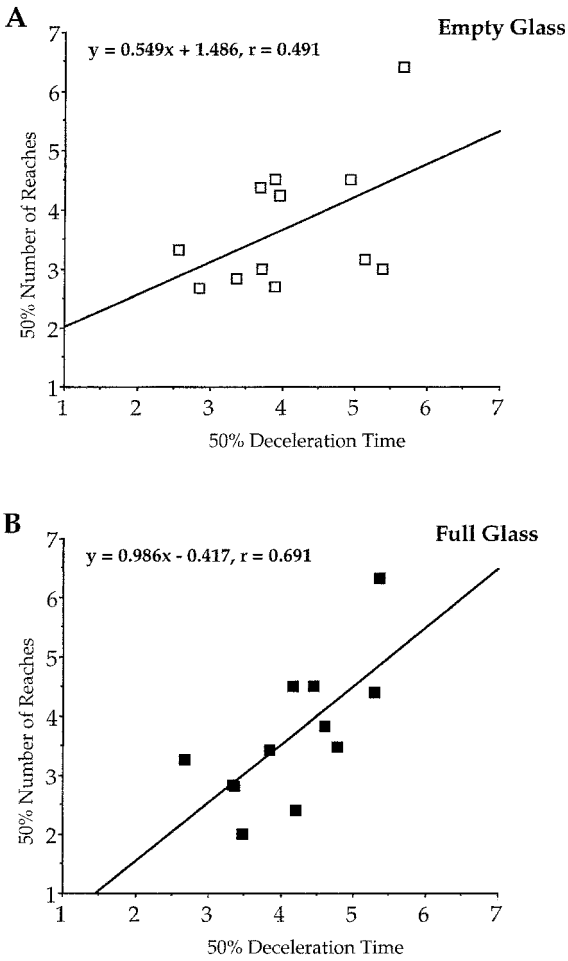 A
Empty Glass
y = 0.549x + 1.486, r = 0.491
50% Number of Reaches
7
6
5
4
3
2
1
1 2 3 4 5 6 7
50% Deceleration Time
B
Full Glass
y = 0.986x - 0.417, r = 0.691
50% Number of Reaches
7
6
5
4
3
2
1
1 2 3 4 5 6 7
50% Deceleration Time